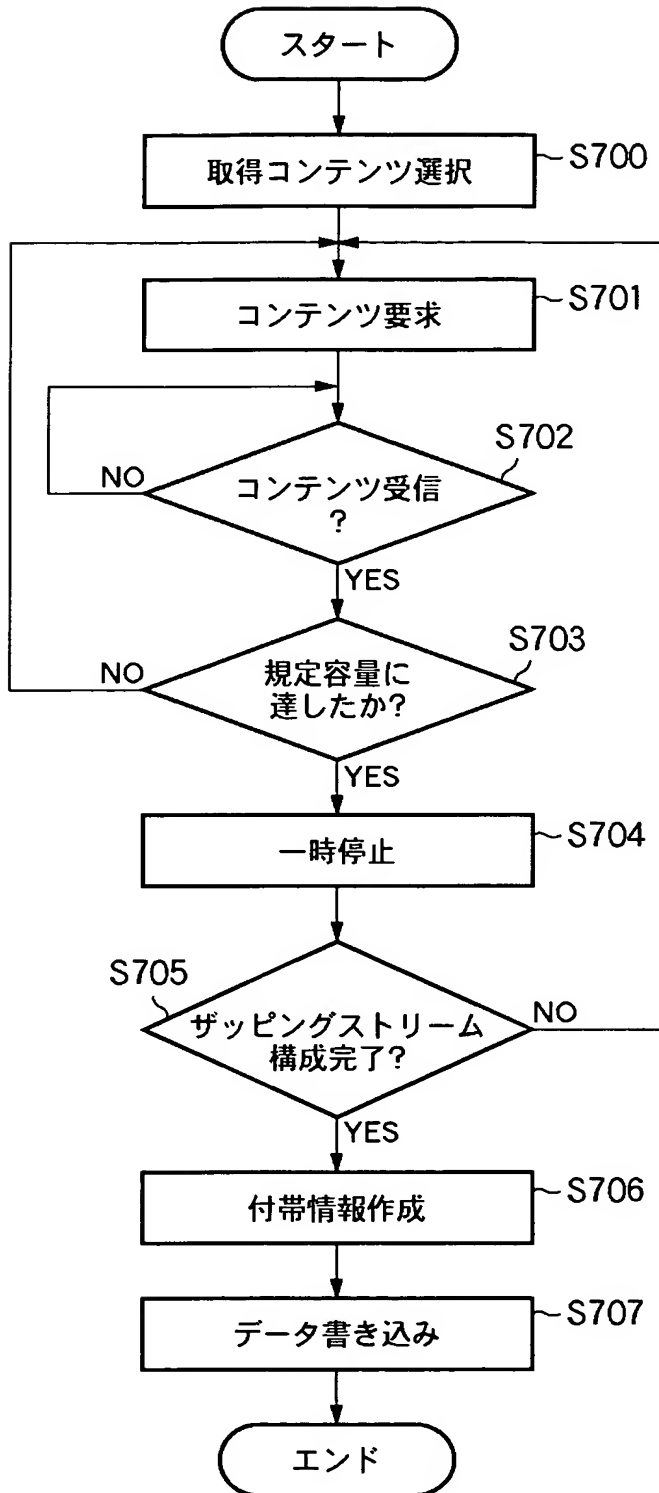 スタート
取得コンテンツ選択
S700
コンテンツ要求
S701
S702
コンテンツ受信
?
NO
YES
S703
規定容量に
達したか?
NO
YES
一時停止
S704
S705
ザッピングストリーム
構成完了?
NO
YES
付帯情報作成
S706
データ書き込み
S707
エンド